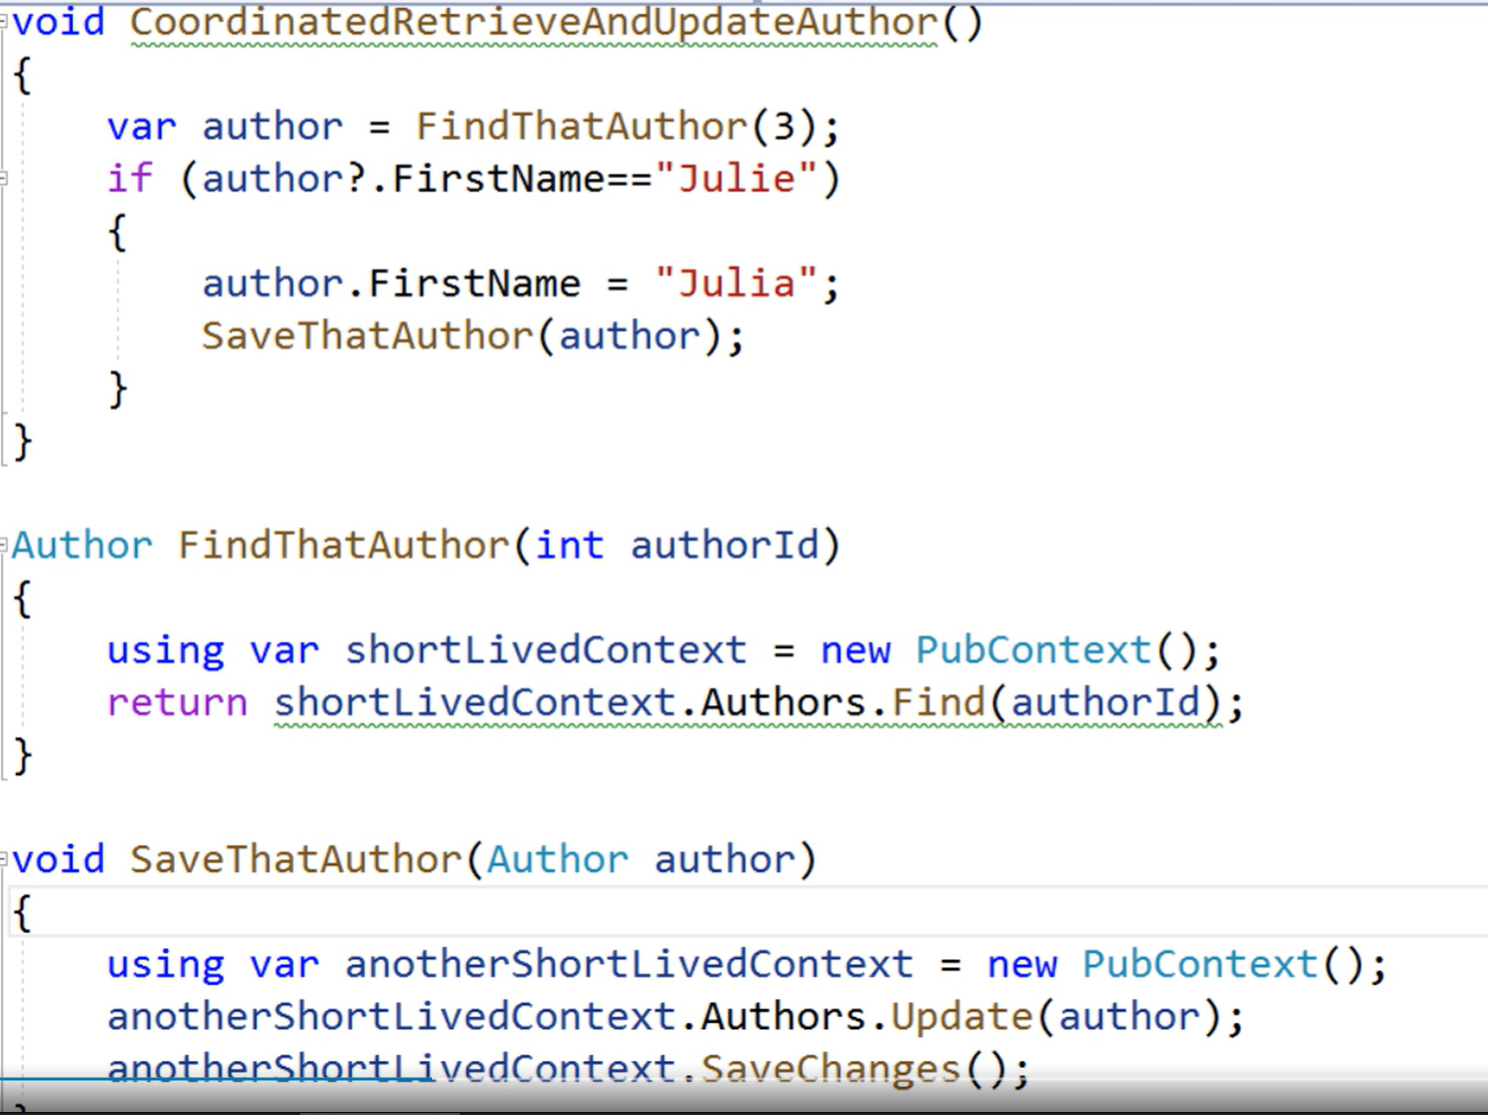 void CoordinatedRetrieveAndUpdateAuthor()
{
    var author = FindThatAuthor(3);
    if (author?.FirstName=="Julie")
    {
        author.FirstName = "Julia";
        SaveThatAuthor(author);
    }
}

Author FindThatAuthor(int authorId)
{
    using var shortLivedContext = new PubContext();
    return shortLivedContext.Authors.Find(authorId);
}

void SaveThatAuthor(Author author)
{
    using var anotherShortLivedContext = new PubContext();
    anotherShortLivedContext.Authors.Update(author);
    anotherShortLivedContext.SaveChanges();
}